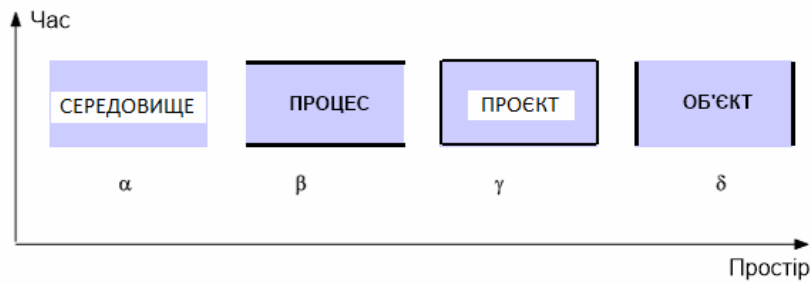 Час
СЕРЕДОВИЩЕ ПРОЦЕС ПРОЄКТ ОБ'ЄКТ
α β γ δ
Простір